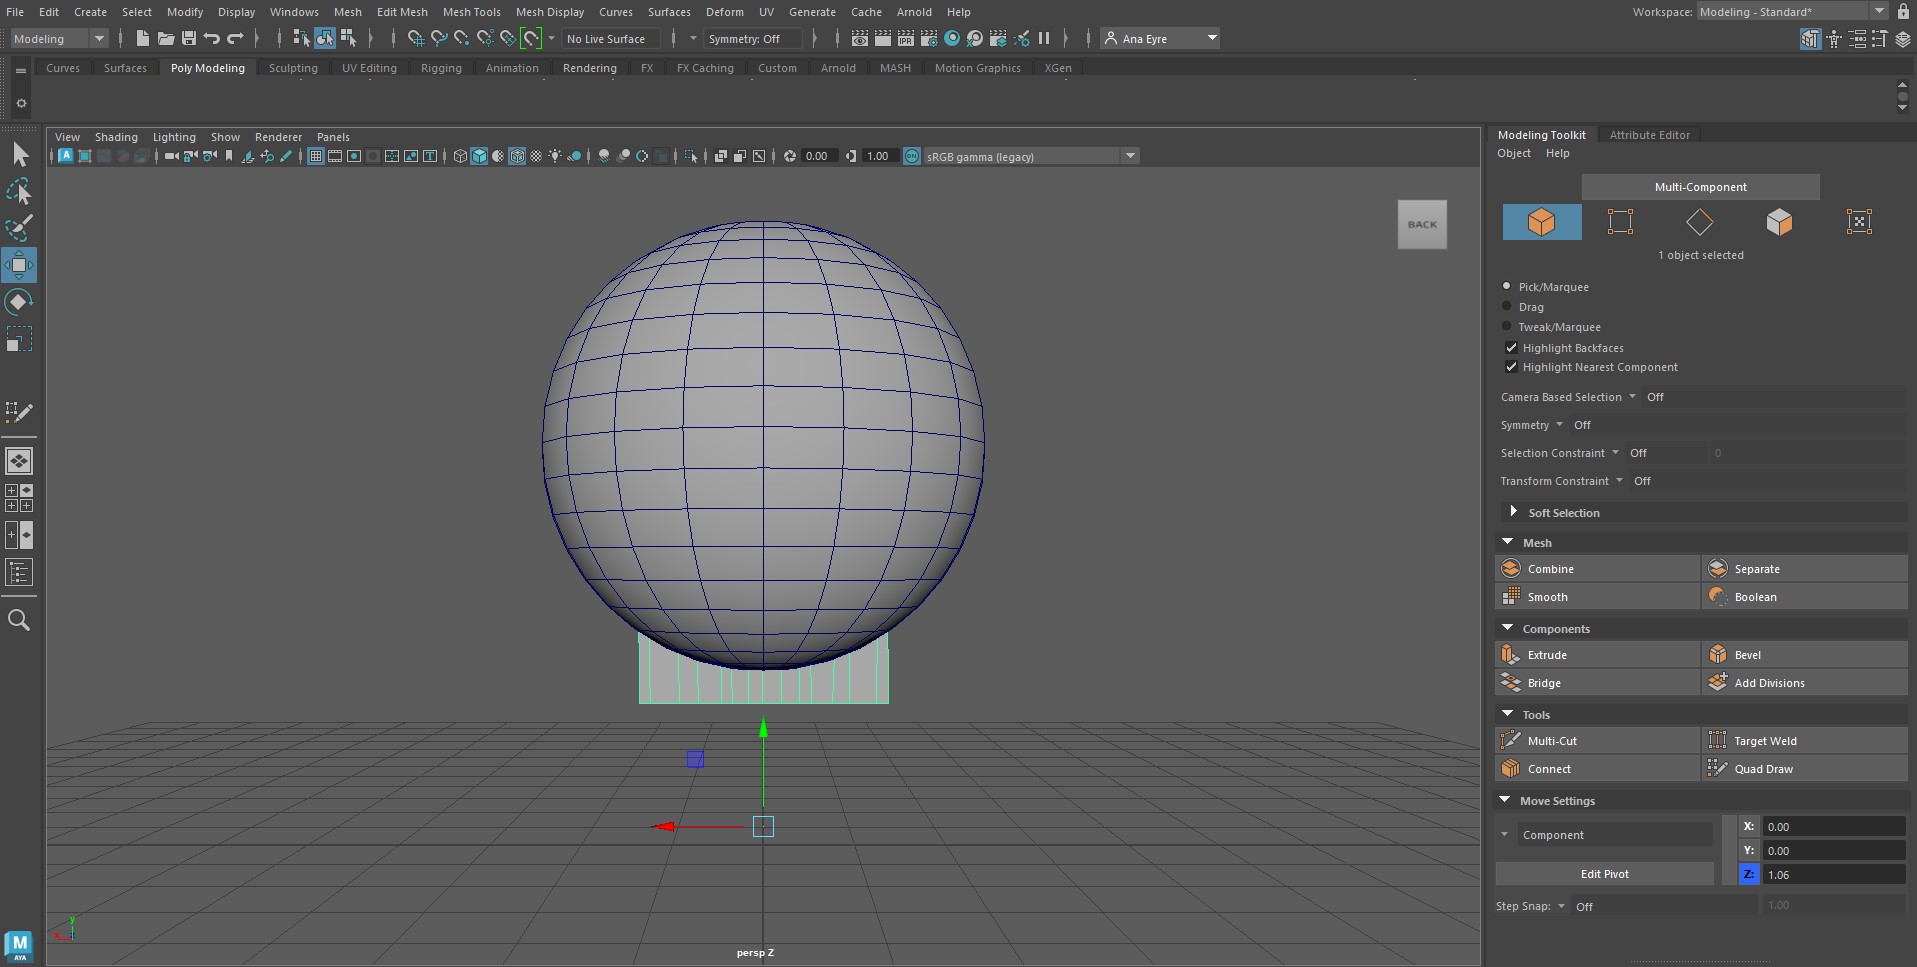 File Edit Create Select Modify Display Windows Mesh Edit Mesh Mesh Tools Mesh Display Curves Surfaces Deform UV Generate Cache Arnold Help Workspace: Modeling - Standard*
Modeling No Live Surface Symmetry: Off IPR Ana Eyre
Curves Surfaces Poly Modeling Sculpting UV Editing Rigging Animation Rendering FX FX Caching Custom Arnold MASH Motion Graphics XGen
View Shading Lighting Show Renderer Panels
0.00 1.00 ON sRGB gamma (legacy)
BACK
persp Z
y
x
M
AYA
Modeling Toolkit Attribute Editor
Object Help
Multi-Component
1 object selected
Pick/Marquee
Drag
Tweak/Marquee
Highlight Backfaces
Highlight Nearest Component
Camera Based Selection Off
Symmetry Off
Selection Constraint Off 0
Transform Constraint Off
Soft Selection
Mesh
Combine Separate
Smooth Boolean
Components
Extrude Bevel
Bridge Add Divisions
Tools
Multi-Cut Target Weld
Connect Quad Draw
Move Settings
Component X: 0.00
Y: 0.00
Edit Pivot Z: 1.06
Step Snap: Off 1.00